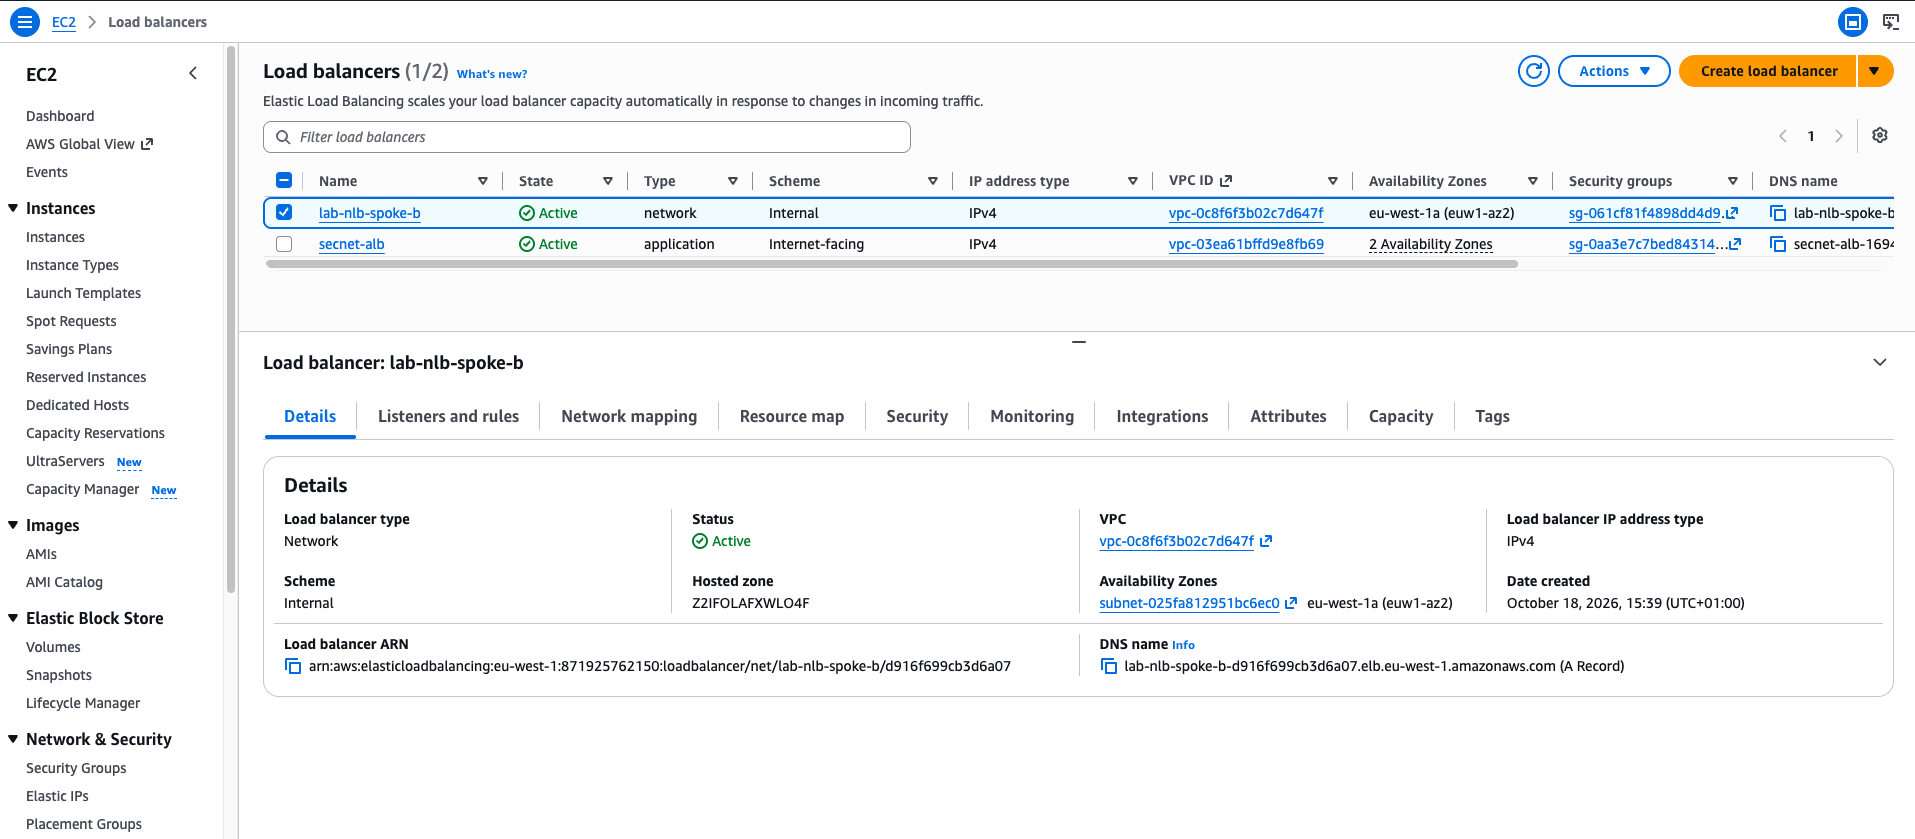 EC2 > Load balancers
EC2
Dashboard
AWS Global View
Events
Instances
Instances
Instance Types
Launch Templates
Spot Requests
Savings Plans
Reserved Instances
Dedicated Hosts
Capacity Reservations
UltraServers New
Capacity Manager New
Images
AMIs
AMI Catalog
Elastic Block Store
Volumes
Snapshots
Lifecycle Manager
Network & Security
Security Groups
Elastic IPs
Placement Groups
Load balancers (1/2) What's new?
Actions
Create load balancer
Elastic Load Balancing scales your load balancer capacity automatically in response to changes in incoming traffic.
Filter load balancers
1
Name State Type Scheme IP address type VPC ID Availability Zones Security groups DNS name
lab-nlb-spoke-b Active network Internal IPv4 vpc-0c8f6f3b02c7d647f eu-west-1a (euw1-az2) sg-061cf81f4898dd4d9... lab-nlb-spoke-b
secnet-alb Active application Internet-facing IPv4 vpc-03ea61bffd9e8fb69 2 Availability Zones sg-0aa3e7c7bed84314... secnet-alb-1694
Load balancer: lab-nlb-spoke-b
Details Listeners and rules Network mapping Resource map Security Monitoring Integrations Attributes Capacity Tags
Details
Load balancer type
Network
Status
Active
VPC
vpc-0c8f6f3b02c7d647f
Load balancer IP address type
IPv4
Scheme
Internal
Hosted zone
Z2IFOLAFXWLO4F
Availability Zones
subnet-025fa812951bc6ec0 eu-west-1a (euw1-az2)
Date created
October 18, 2026, 15:39 (UTC+01:00)
Load balancer ARN
arn:aws:elasticloadbalancing:eu-west-1:871925762150:loadbalancer/net/lab-nlb-spoke-b/d916f699cb3d6a07
DNS name Info
lab-nlb-spoke-b-d916f699cb3d6a07.elb.eu-west-1.amazonaws.com (A Record)